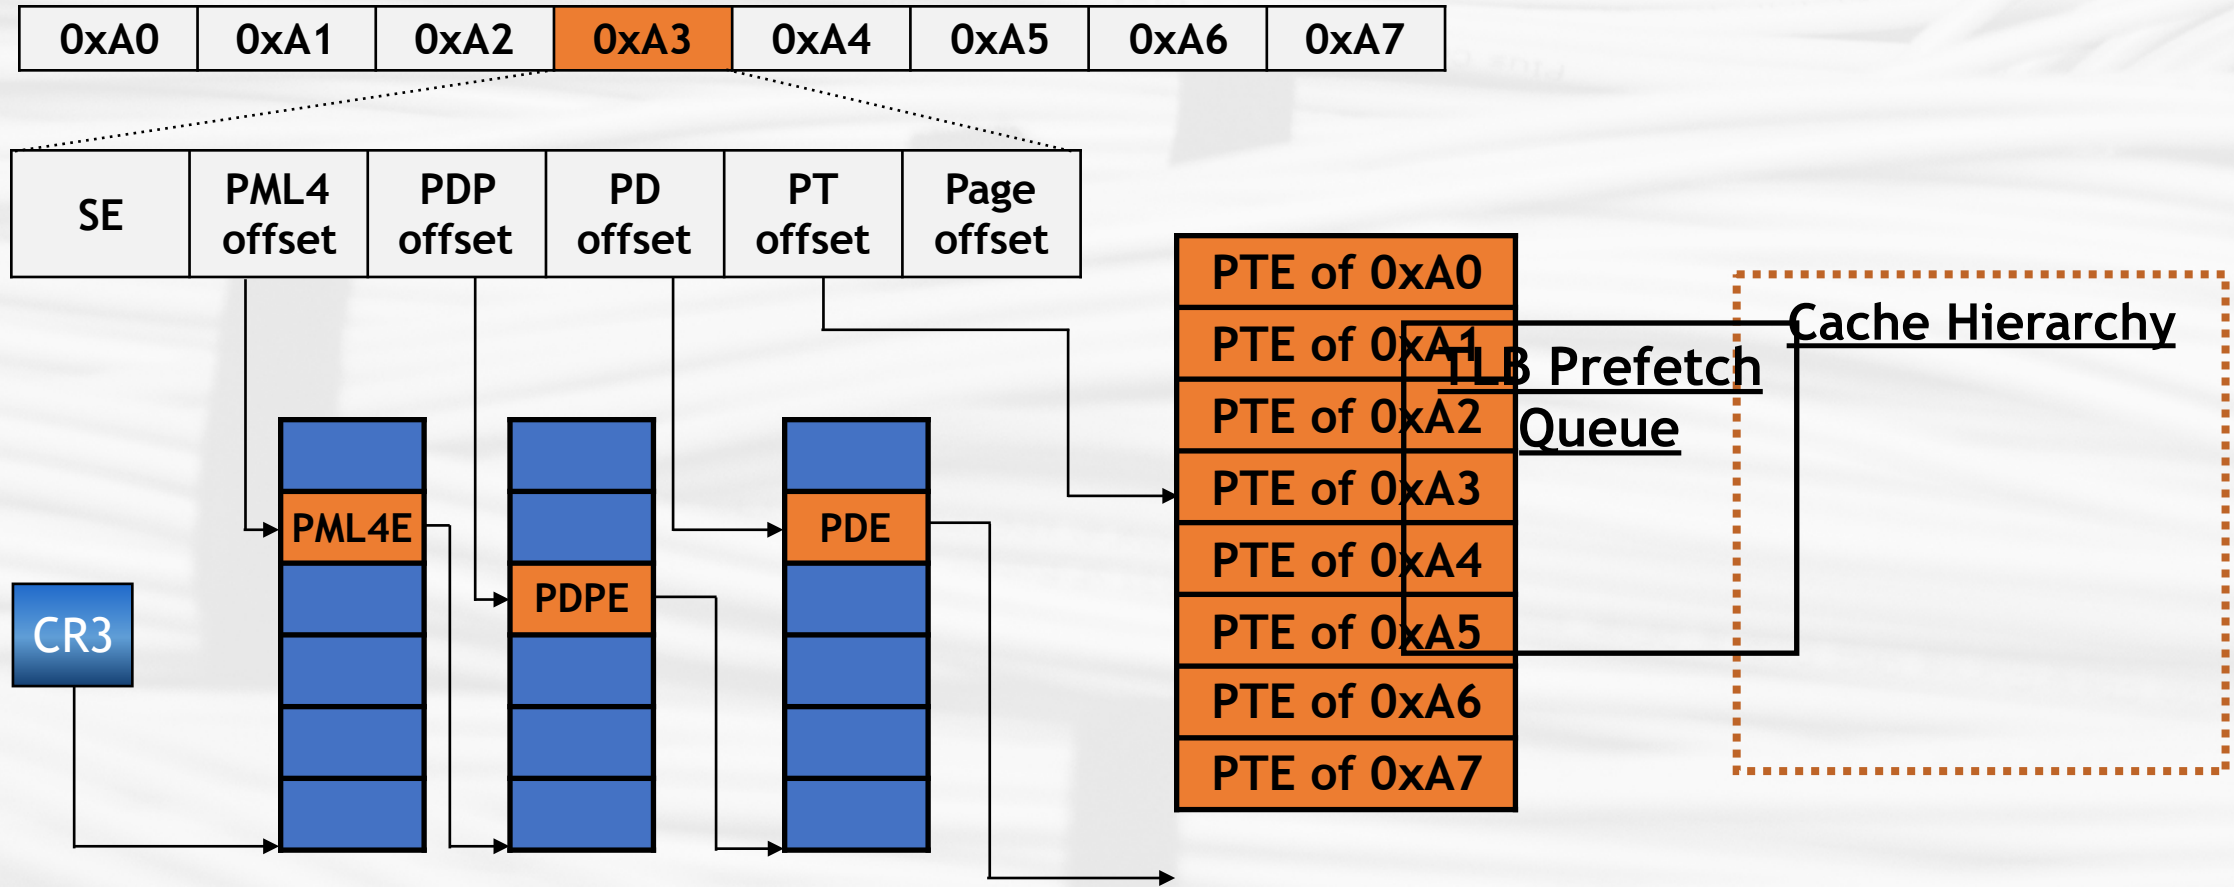 0xA0 0xA1 0xA2 0xA3 0xA4 0xA5 0xA6 0xA7
SE
PML4
offset
PDP
offset
PD
offset
PT
offset
Page
offset
PTE of 0xA0
PTE of 0xA1
PTE of 0xA2
PTE of 0xA3
PTE of 0xA4
PTE of 0xA5
PTE of 0xA6
PTE of 0xA7
TLB Prefetch
Queue
Cache Hierarchy
PML4E
PDPE
PDE
CR3